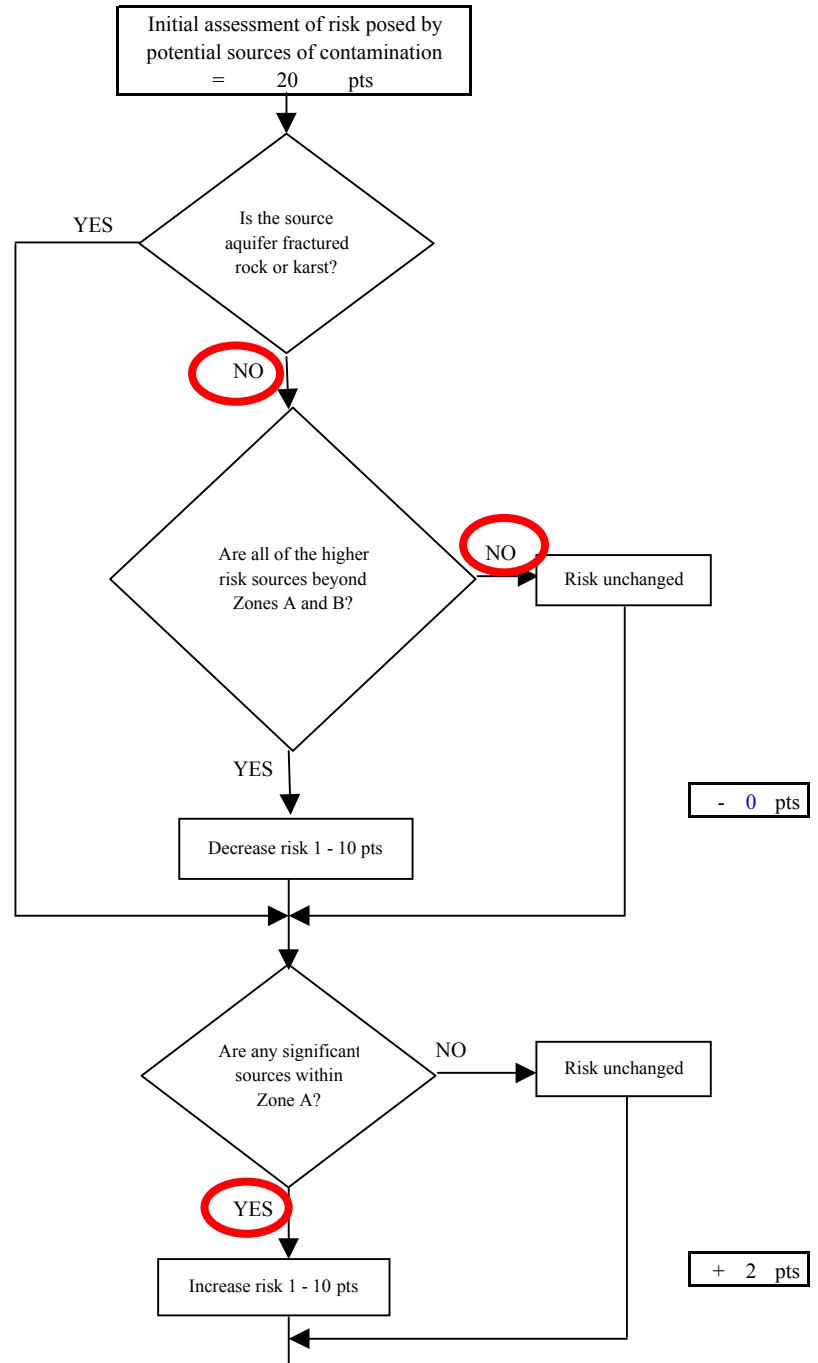 Initial assessment of risk posed by
potential sources of contamination
= 20 pts
YES
Is the source
aquifer fractured
rock or karst?
NO
Are all of the higher
risk sources beyond
Zones A and B?
NO
Risk unchanged
YES
- 0 pts
Decrease risk 1 - 10 pts
Are any significant
sources within
Zone A?
NO
Risk unchanged
YES
+ 2 pts
Increase risk 1 - 10 pts